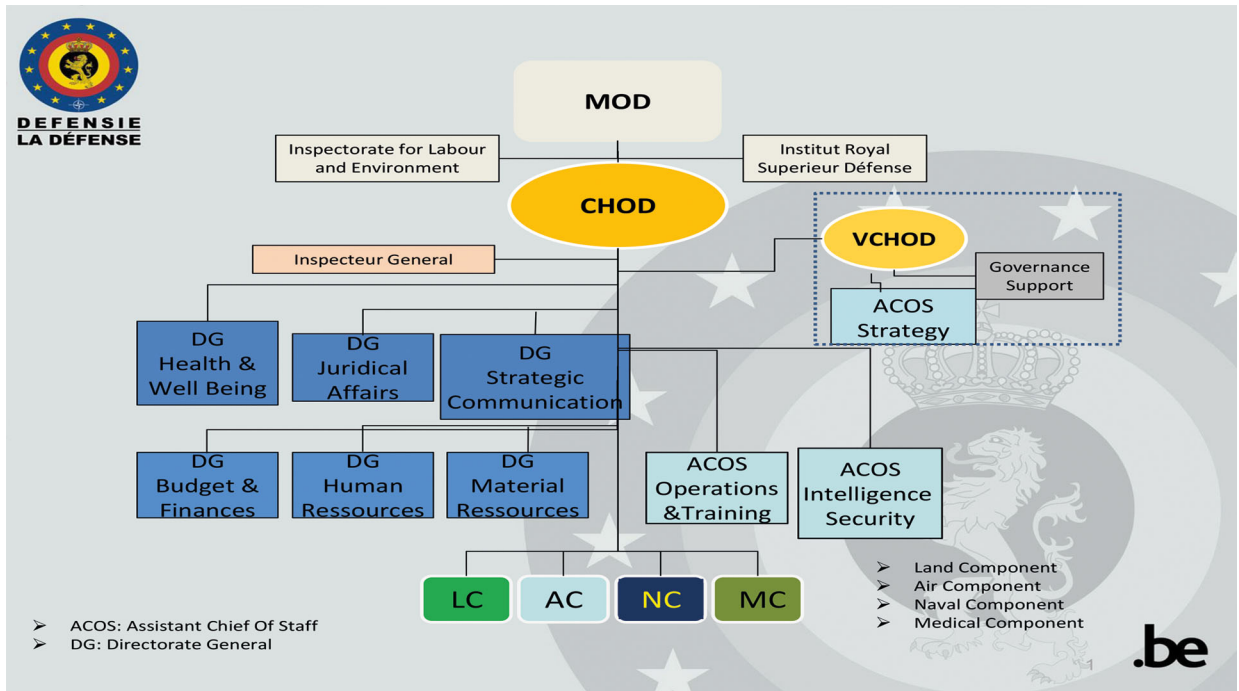 DEFENSIE
LA DÉFENSE
MOD
Inspectorate for Labour
and Environment
Institut Royal
Superieur Défense
CHOD
VCHOD
Inspecteur General
Governance
Support
ACOS
Strategy
DG
Health &
Well Being
DG
Juridical
Affairs
DG
Strategic
Communication
DG
Budget &
Finances
DG
Human
Ressources
DG
Material
Ressources
ACOS
Operations
&Training
ACOS
Intelligence
Security
LC
AC
NC
MC
➢ Land Component
➢ Air Component
➢ Naval Component
➢ Medical Component
➢ ACOS: Assistant Chief Of Staff
➢ DG: Directorate General
1
.be